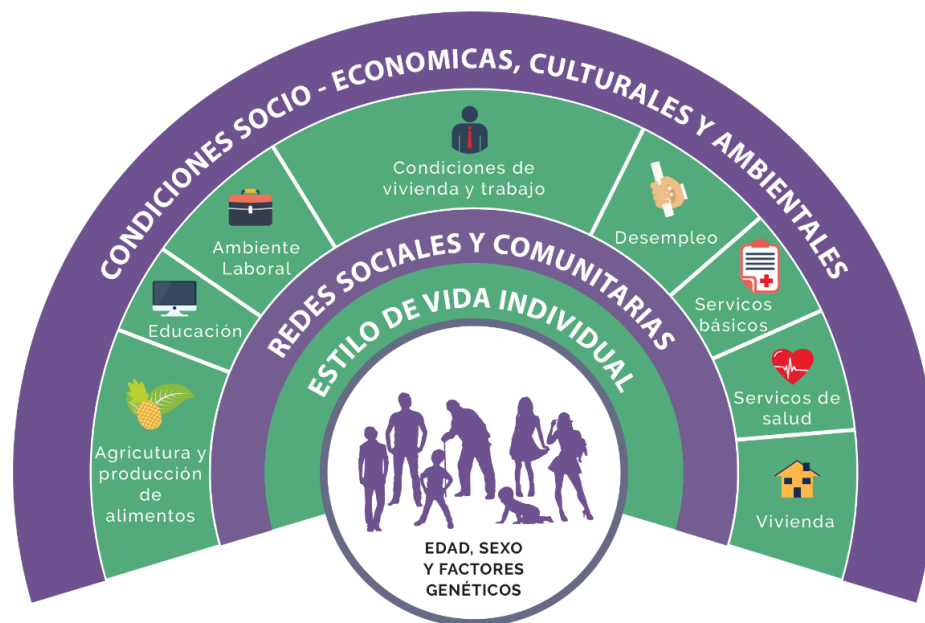 CONDICIONES SOCIO - ECONOMICAS, CULTURALES Y AMBIENTALES
Agricutura y
producción
de
alimentos
Educación
Ambiente
Laboral
Condiciones de
vivienda y trabajo
Desempleo
Servicos
básicos
Servicos de
salud
Vivienda
REDES SOCIALES Y COMUNITARIAS
ESTILO DE VIDA INDIVIDUAL
EDAD, SEXO
Y FACTORES
GENÉTICOS